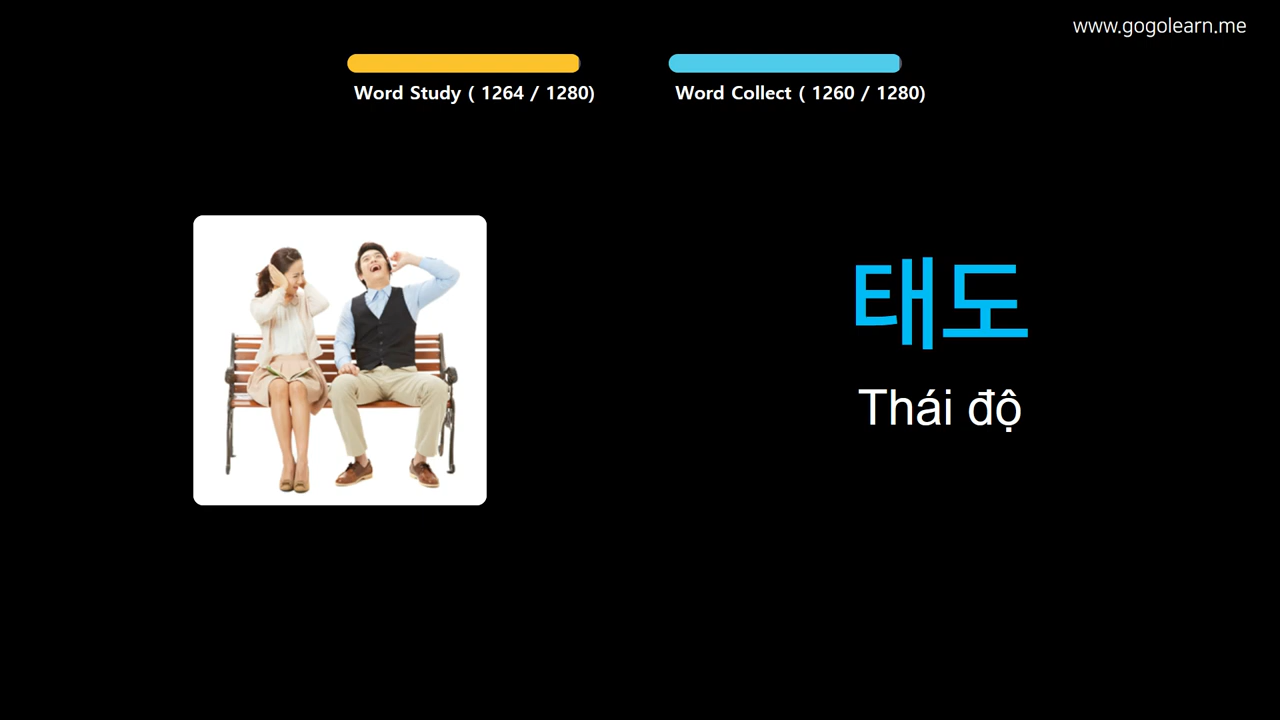 www.gogolearn.me
Word Study ( 1264 / 1280)
Word Collect ( 1260 / 1280)
태도
Thái độ